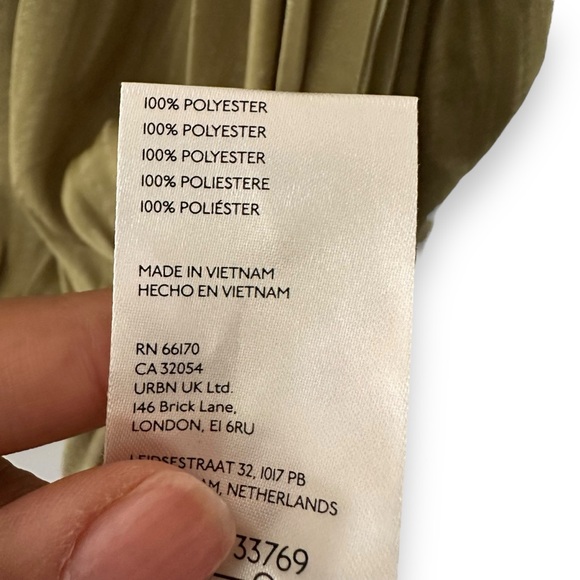 100% POLYESTER
100% POLYESTER
100% POLYESTER
100% POLIESTERE
100% POLIÉSTER
MADE IN VIETNAM
HECHO EN VIETNAM
RN 66170
CA 32054
URBN UK Ltd.
146 Brick Lane,
LONDON, E1 6RU
LEIDSESTRAAT 32, 1017 PB
NETHERLANDS
33769